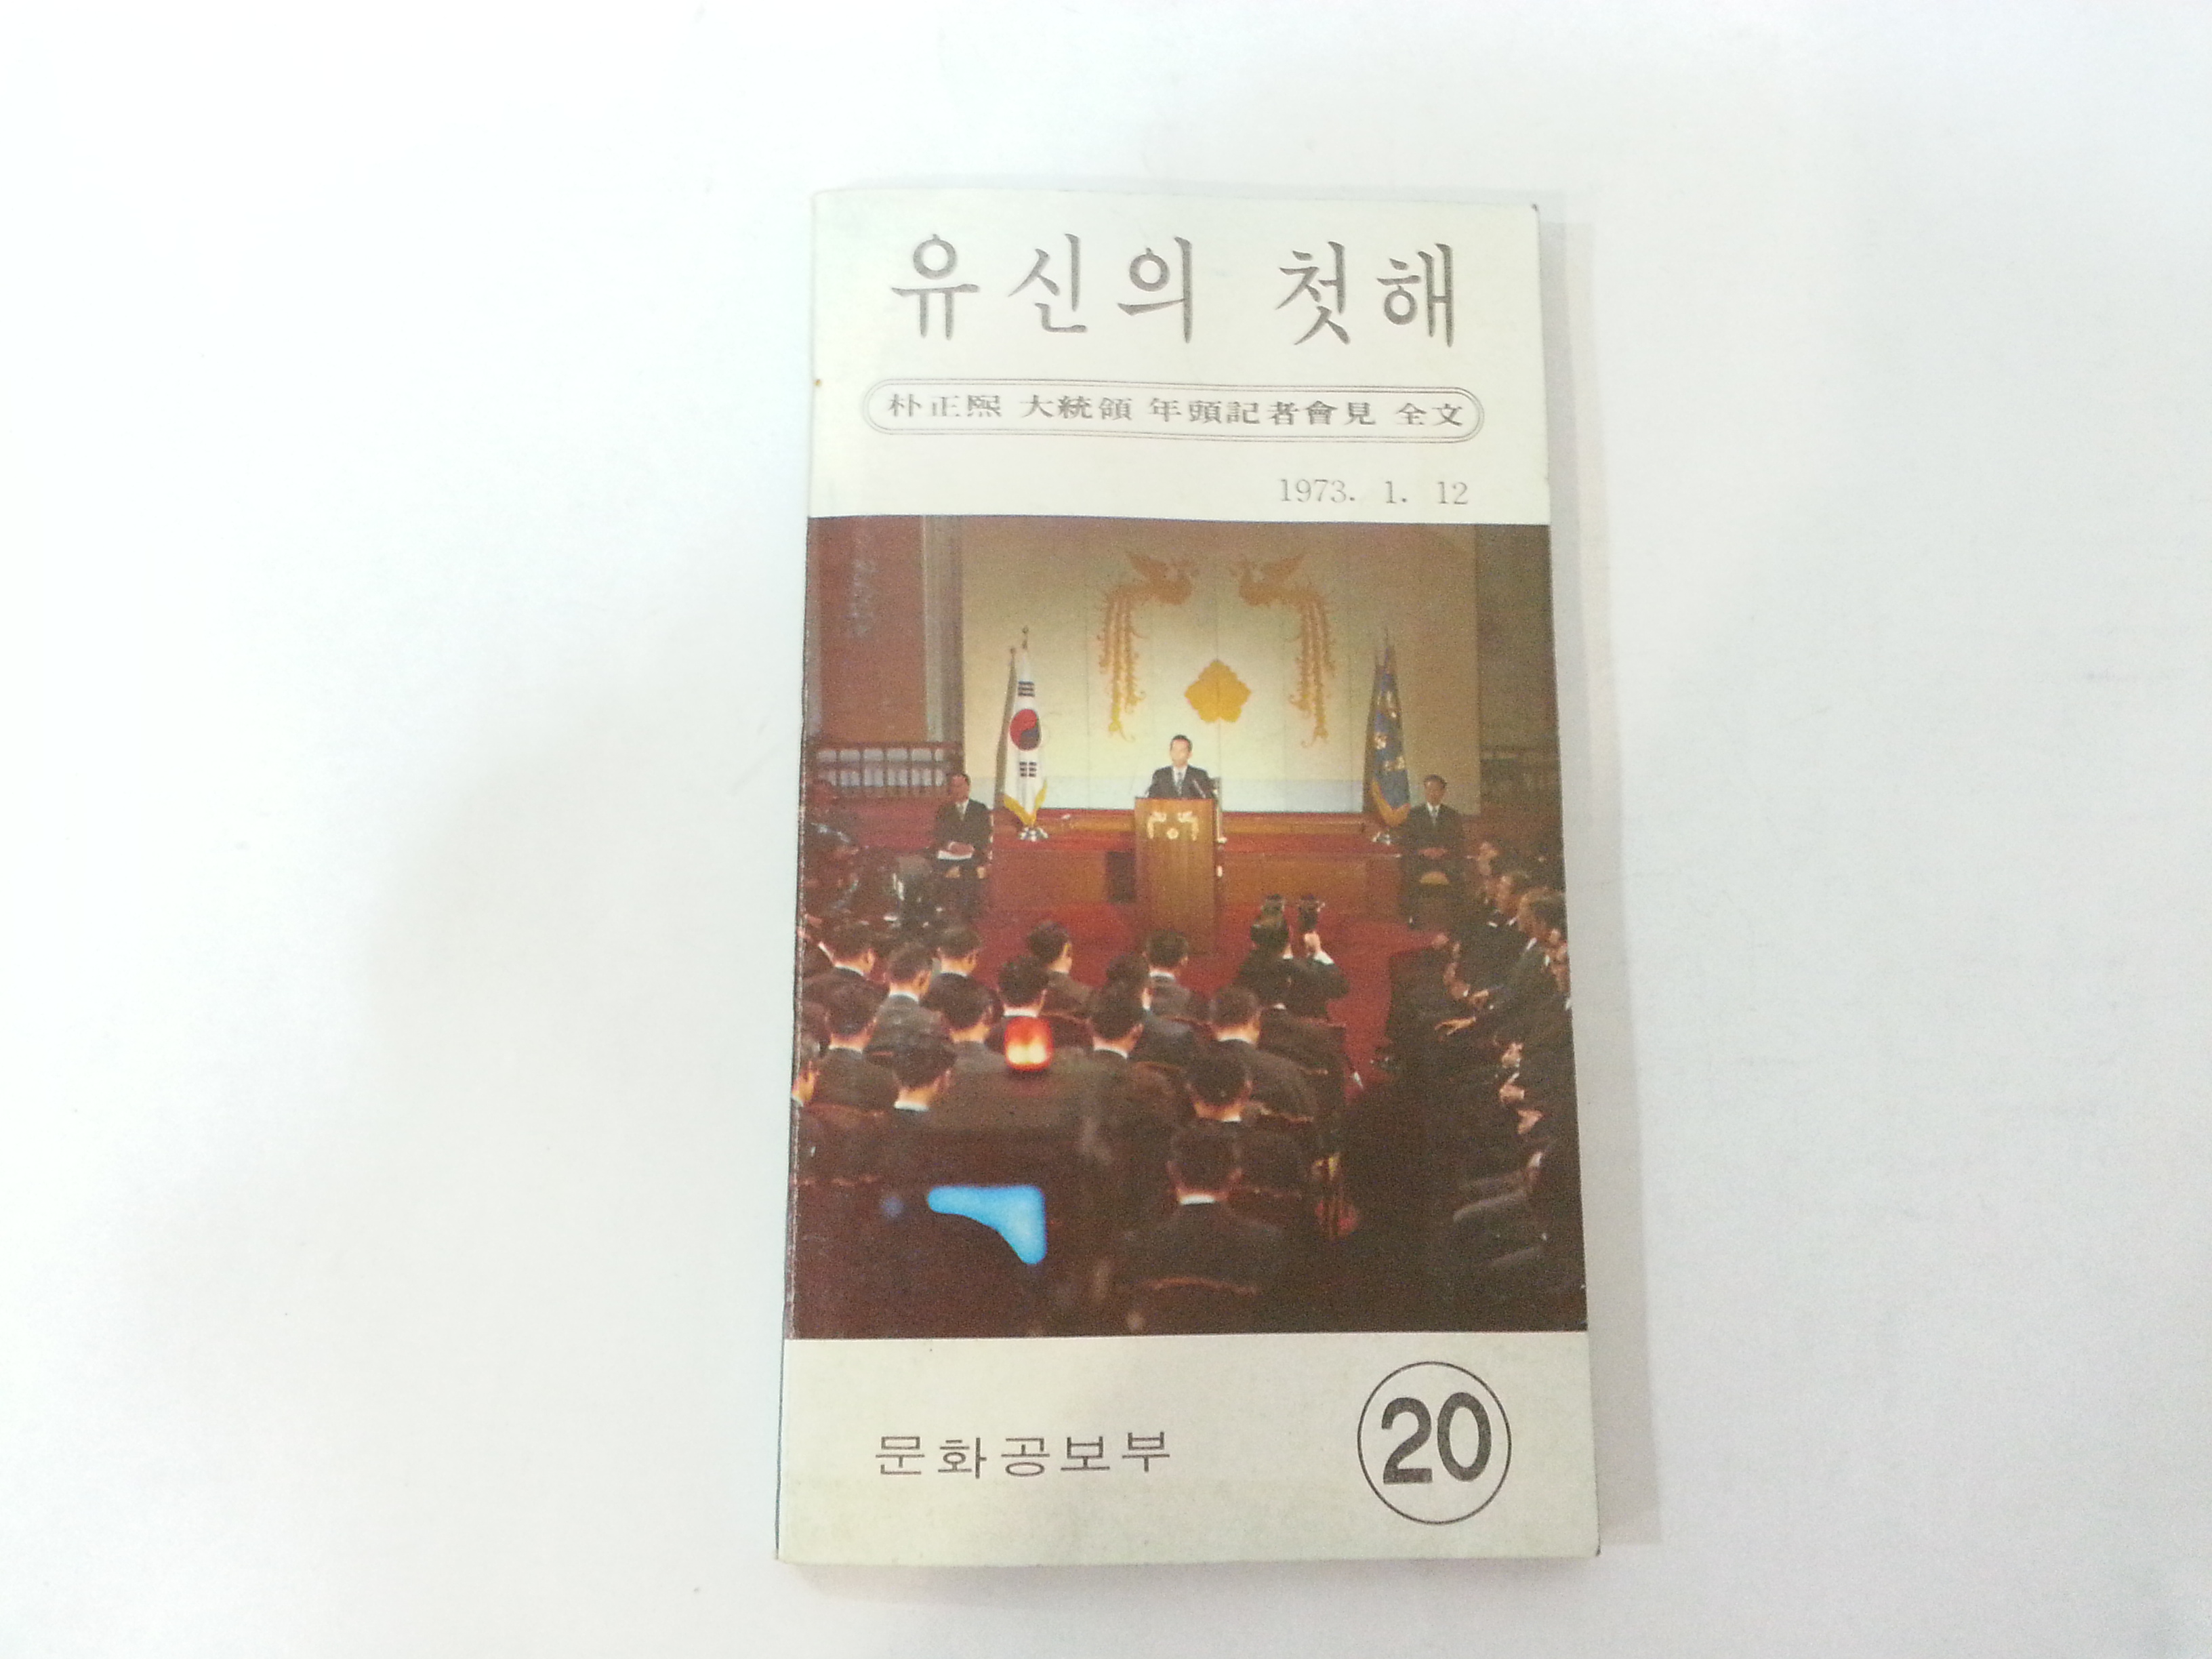 유신의 첫해
朴正熙 大統領 年頭記者會見 全文
1973. 1. 12
문화공보부
20